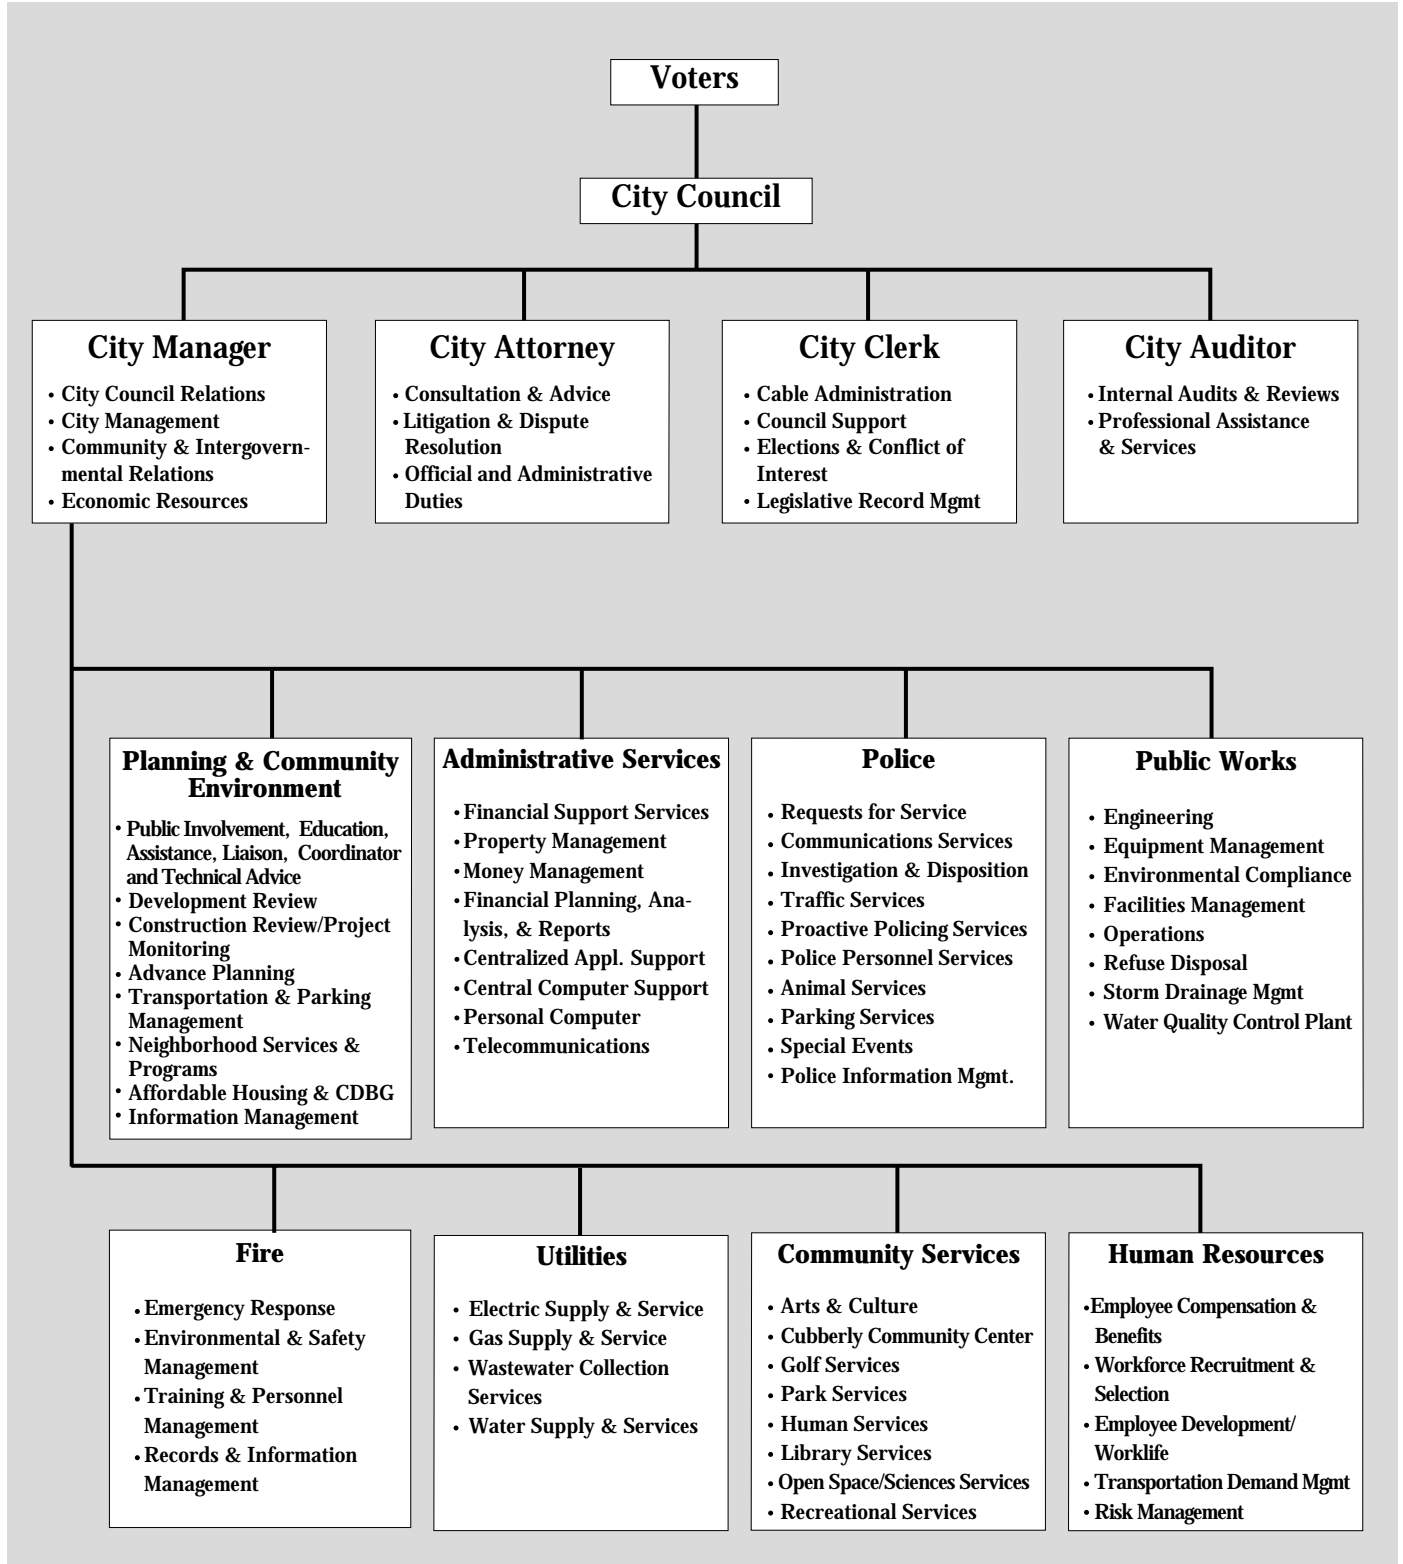 Voters
City Council
City Manager
• City Council Relations
• City Management
• Community & Intergovern-
mental Relations
• Economic Resources
City Attorney
• Consultation & Advice
• Litigation & Dispute
Resolution
• Official and Administrative
Duties
City Clerk
• Cable Administration
• Council Support
• Elections & Conflict of
Interest
• Legislative Record Mgmt
City Auditor
• Internal Audits & Reviews
• Professional Assistance
& Services
Planning & Community
Environment
• Public Involvement, Education,
Assistance, Liaison, Coordinator
and Technical Advice
• Development Review
• Construction Review/Project
Monitoring
• Advance Planning
• Transportation & Parking
Management
• Neighborhood Services &
Programs
• Affordable Housing & CDBG
• Information Management
Administrative Services
• Financial Support Services
• Property Management
• Money Management
• Financial Planning, Ana-
lysis, & Reports
• Centralized Appl. Support
• Central Computer Support
• Personal Computer
• Telecommunications
Police
• Requests for Service
• Communications Services
• Investigation & Disposition
• Traffic Services
• Proactive Policing Services
• Police Personnel Services
• Animal Services
• Parking Services
• Special Events
• Police Information Mgmt.
Public Works
• Engineering
• Equipment Management
• Environmental Compliance
• Facilities Management
• Operations
• Refuse Disposal
• Storm Drainage Mgmt
• Water Quality Control Plant
Fire
• Emergency Response
• Environmental & Safety
Management
• Training & Personnel
Management
• Records & Information
Management
Utilities
• Electric Supply & Service
• Gas Supply & Service
• Wastewater Collection
Services
• Water Supply & Services
Community Services
• Arts & Culture
• Cubberly Community Center
• Golf Services
• Park Services
• Human Services
• Library Services
• Open Space/Sciences Services
• Recreational Services
Human Resources
• Employee Compensation &
Benefits
• Workforce Recruitment &
Selection
• Employee Development/
Worklife
• Transportation Demand Mgmt
• Risk Management